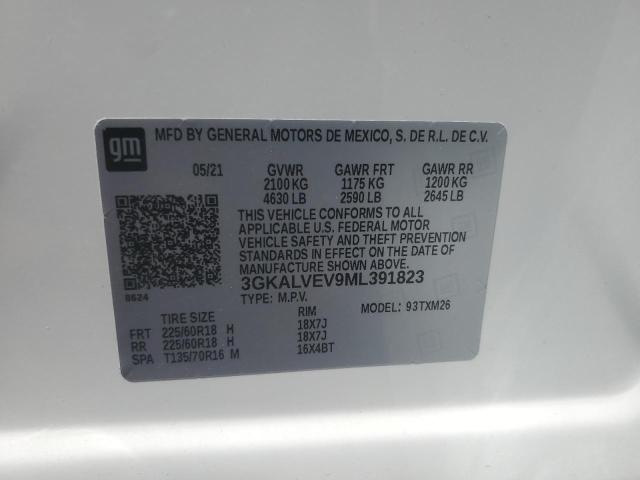 gm
MFD BY GENERAL MOTORS DE MEXICO, S. DE R.L. DE C.V.
05/21 GVWR GAWR FRT GAWR RR
2100 KG 1175 KG 1200 KG
4630 LB 2590 LB 2645 LB
THIS VEHICLE CONFORMS TO ALL
APPLICABLE U.S. FEDERAL MOTOR
VEHICLE SAFETY AND THEFT PREVENTION
STANDARDS IN EFFECT ON THE DATE OF
MANUFACTURE SHOWN ABOVE.
3GKALVEV9ML391823
8624
TYPE: M.P.V. MODEL: 93TXM26
TIRE SIZE RIM
FRT 225/60R18 H 18X7J
RR 225/60R18 H 18X7J
SPA T135/70R16 M 16X4BT